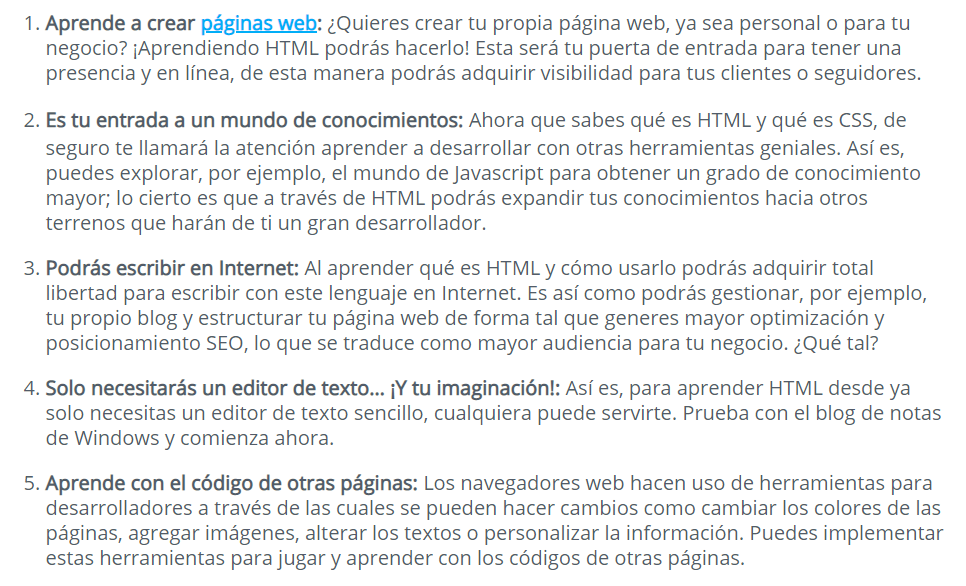 1. Aprende a crear páginas web: ¿Quieres crear tu propia página web, ya sea personal o para tu
negocio? ¡Aprendiendo HTML podrás hacerlo! Esta será tu puerta de entrada para tener una
presencia y en línea, de esta manera podrás adquirir visibilidad para tus clientes o seguidores.
2. Es tu entrada a un mundo de conocimientos: Ahora que sabes qué es HTML y qué es CSS, de
seguro te llamará la atención aprender a desarrollar con otras herramientas geniales. Así es,
puedes explorar, por ejemplo, el mundo de Javascript para obtener un grado de conocimiento
mayor; lo cierto es que a través de HTML podrás expandir tus conocimientos hacia otros
terrenos que harán de ti un gran desarrollador.
3. Podrás escribir en Internet: Al aprender qué es HTML y cómo usarlo podrás adquirir total
libertad para escribir con este lenguaje en Internet. Es así como podrás gestionar, por ejemplo,
tu propio blog y estructurar tu página web de forma tal que generes mayor optimización y
posicionamiento SEO, lo que se traduce como mayor audiencia para tu negocio. ¿Qué tal?
4. Solo necesitarás un editor de texto... ¡Y tu imaginación!: Así es, para aprender HTML desde ya
solo necesitas un editor de texto sencillo, cualquiera puede servirte. Prueba con el blog de notas
de Windows y comienza ahora.
5. Aprende con el código de otras páginas: Los navegadores web hacen uso de herramientas para
desarrolladores a través de las cuales se pueden hacer cambios como cambiar los colores de las
páginas, agregar imágenes, alterar los textos o personalizar la información. Puedes implementar
estas herramientas para jugar y aprender con los códigos de otras páginas.